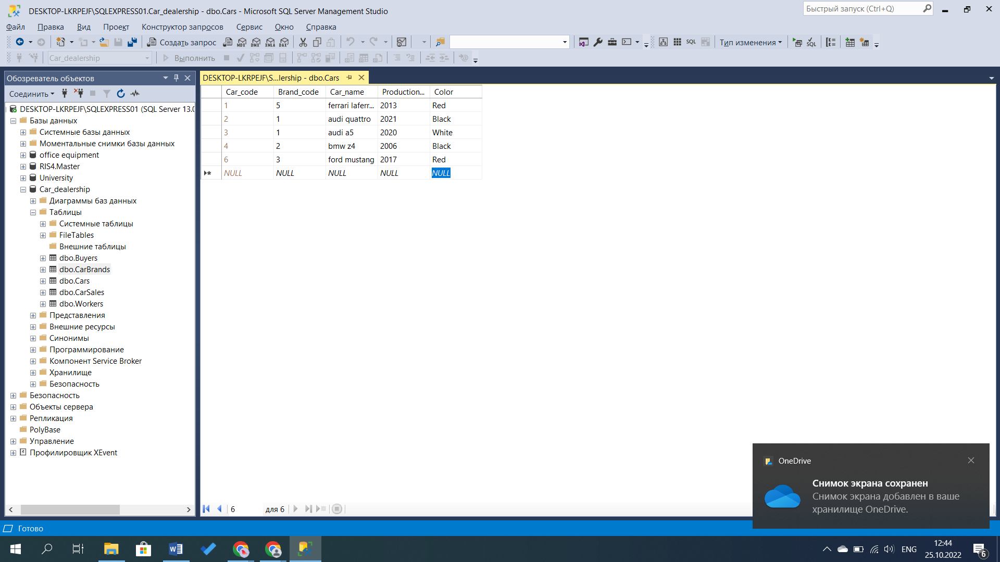 DESKTOP-LKRPEJF\SQLEXPRESS01.Car_dealership - dbo.Cars - Microsoft SQL Server Management Studio
Быстрый запуск (Ctrl+Q)
Файл Правка Вид Проект Конструктор запросов Сервис Окно Справка
Создать запрос MDX DMX XMLA DAX SQL Тип изменения SQL
Car_dealership Выполнить
Обозреватель объектов
Соединить
DESKTOP-LKRPEJF\SQLEXPRESS01 (SQL Server 13.0
Базы данных
Системные базы данных
Моментальные снимки базы данных
office equipment
RIS4.Master
University
Car_dealership
Диаграммы баз данных
Таблицы
Системные таблицы
FileTables
Внешние таблицы
dbo.Buyers
dbo.CarBrands
dbo.Cars
dbo.CarSales
dbo.Workers
Представления
Внешние ресурсы
Синонимы
Программирование
Компонент Service Broker
Хранилище
Безопасность
Безопасность
Объекты сервера
Репликация
PolyBase
Управление
Профилировщик XEvent
DESKTOP-LKRPEJF\S...lership - dbo.Cars
Car_code Brand_code Car_name Production... Color
1 5 ferrari laferr... 2013 Red
2 1 audi quattro 2021 Black
3 1 audi a5 2020 White
4 2 bmw z4 2006 Black
6 3 ford mustang 2017 Red
NULL NULL NULL NULL NULL
6 для 6
OneDrive
Снимок экрана сохранен
Снимок экрана добавлен в ваше
хранилище OneDrive.
Готово
ENG
12:44
25.10.2022
6